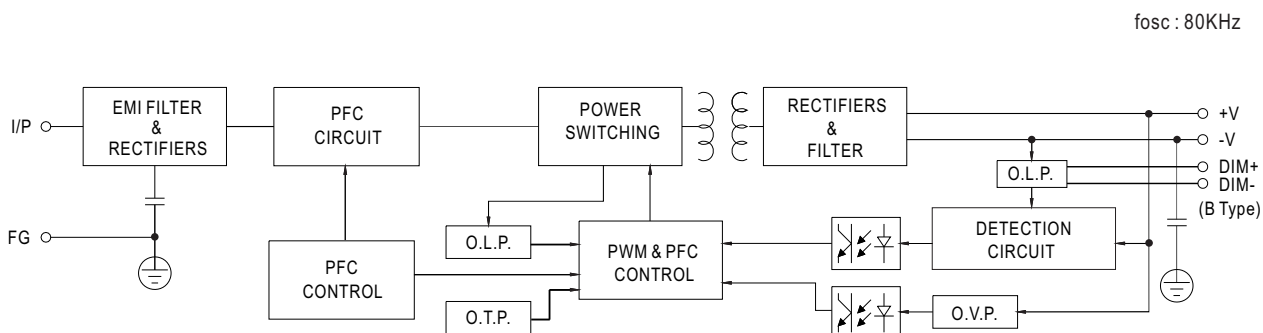 fosc : 80KHz
I/P
EMI FILTER
&
RECTIFIERS
PFC
CIRCUIT
POWER
SWITCHING
RECTIFIERS
&
FILTER
+V
-V
DIM+
DIM-
(B Type)
O.L.P.
FG
O.L.P.
PFC
CONTROL
PWM & PFC
CONTROL
DETECTION
CIRCUIT
O.T.P.
O.V.P.